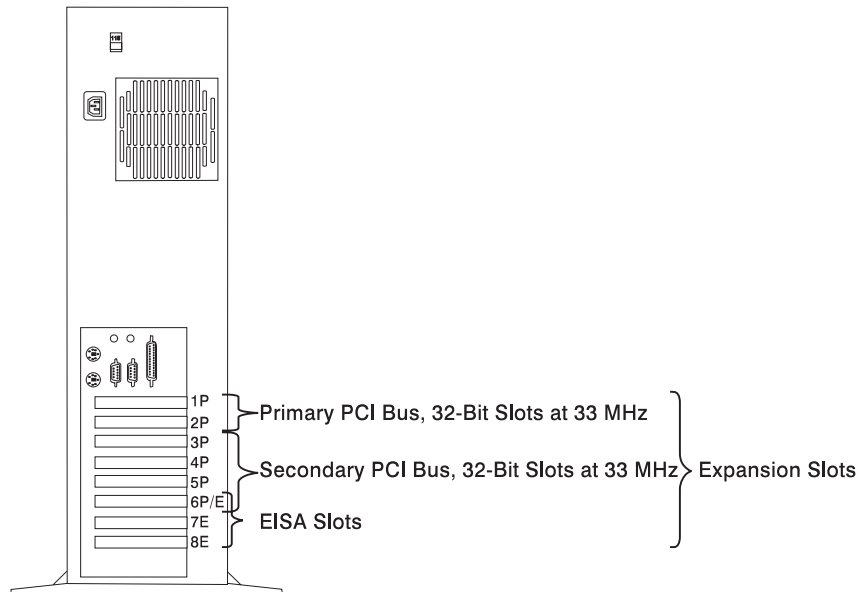 115
1P
2P
Primary PCI Bus, 32-Bit Slots at 33 MHz
3P
4P
5P
6P/E
Secondary PCI Bus, 32-Bit Slots at 33 MHz
Expansion Slots
7E
8E
EISA Slots